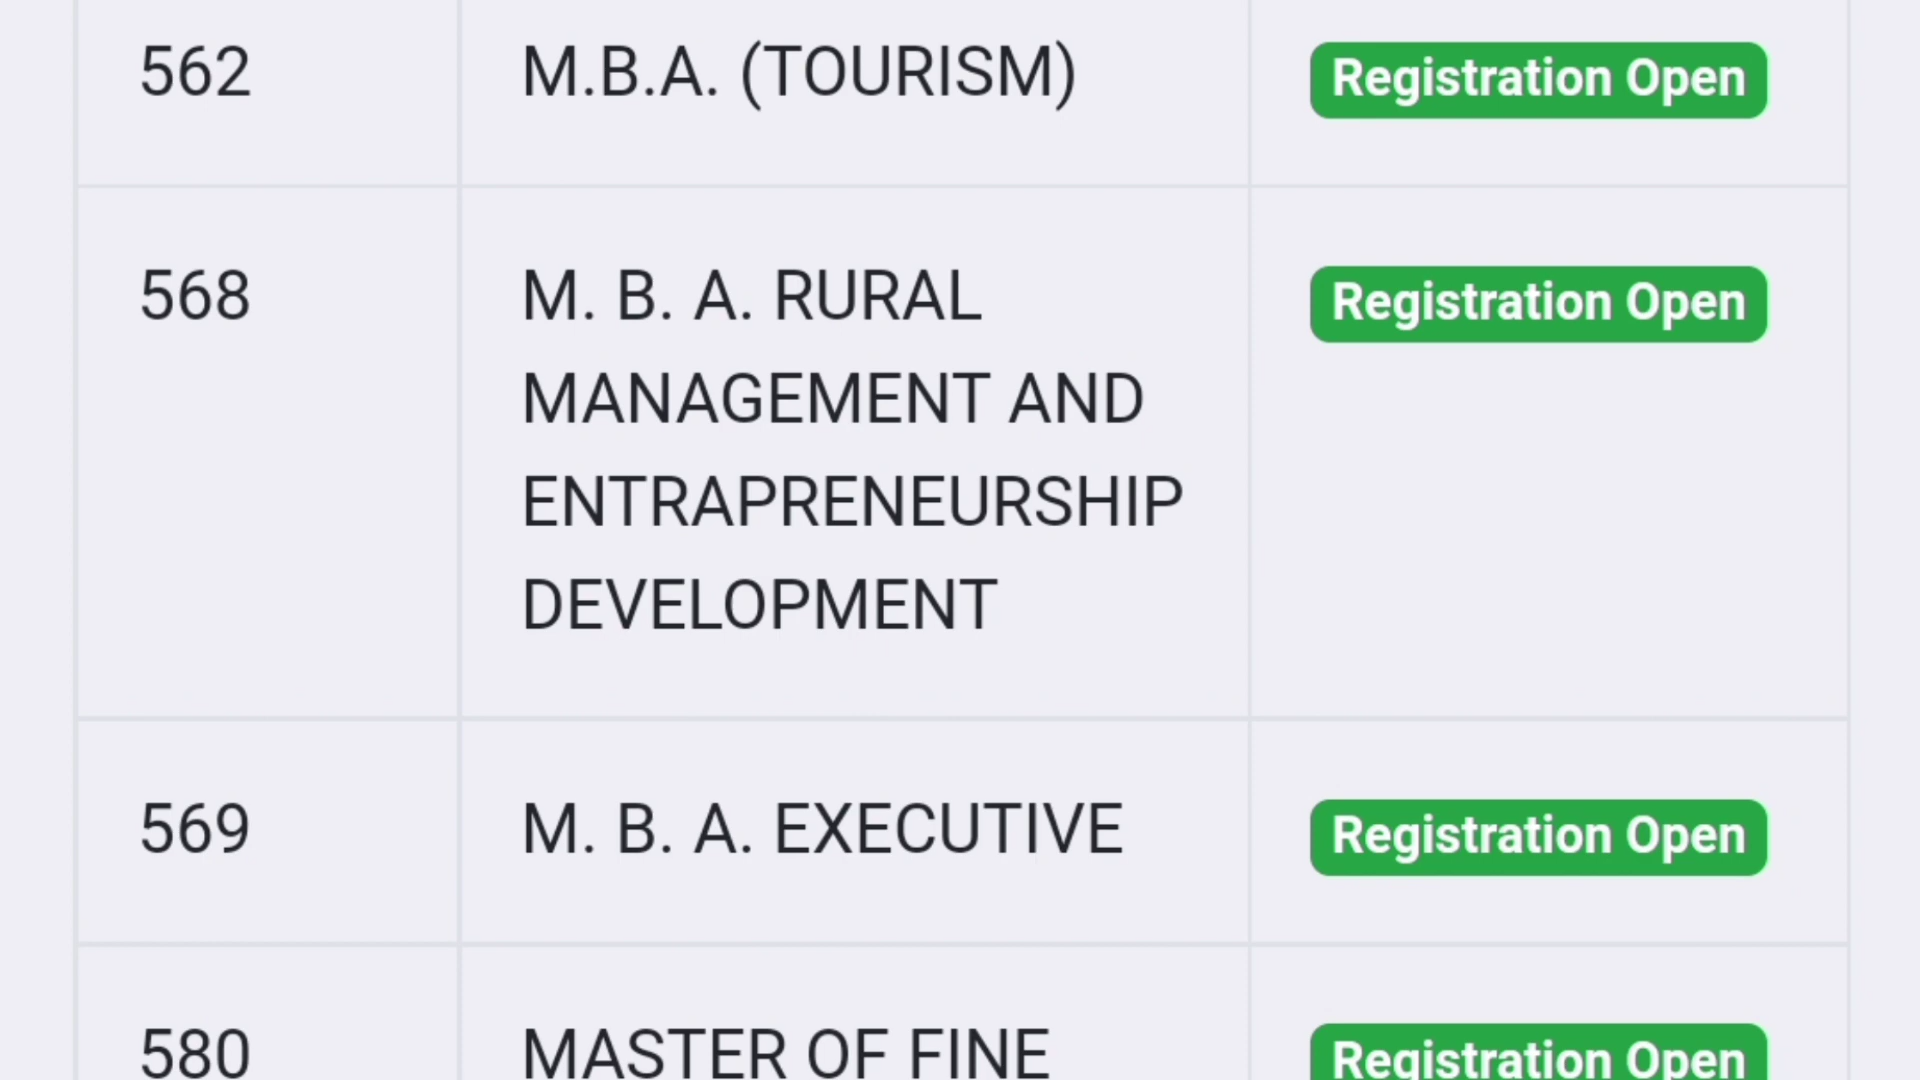 562 M.B.A. (TOURISM) Registration Open
568 M. B. A. RURAL Registration Open
MANAGEMENT AND
ENTRAPRENEURSHIP
DEVELOPMENT
569 M. B. A. EXECUTIVE Registration Open
580 MASTER OF FINE Registration Open